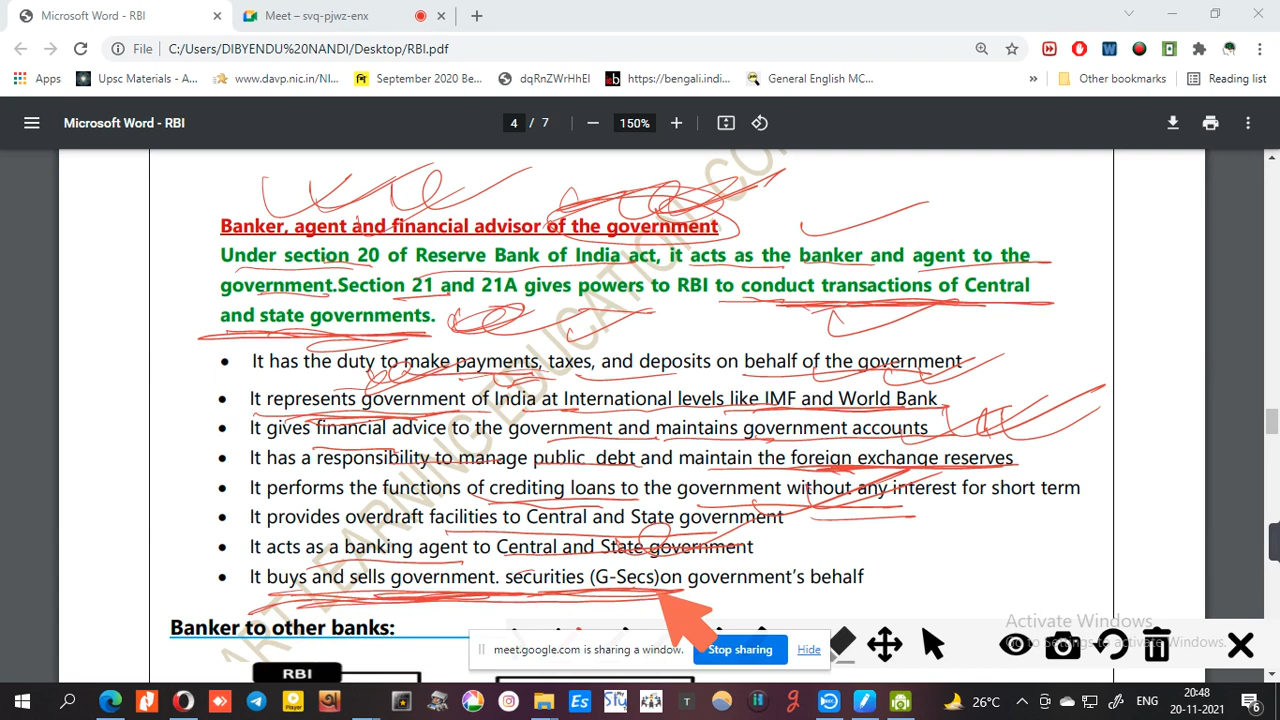 Microsoft Word - RBI
Meet – svq-pjwz-enx
File
C:/Users/DIBYENDU%20NANDI/Desktop/RBI.pdf
Apps
Upsc Materials - A...
www.davp.nic.in/NI...
September 2020 Be...
dqRnZWrHhEI
https://bengali.indi...
General English MC...
»
Other bookmarks
Reading list
Microsoft Word - RBI
4 / 7
150%
Banker, agent and financial advisor of the government
Under section 20 of Reserve Bank of India act, it acts as the banker and agent to the
government.Section 21 and 21A gives powers to RBI to conduct transactions of Central
and state governments.
• It has the duty to make payments, taxes, and deposits on behalf of the government
• It represents government of India at International levels like IMF and World Bank
• It gives financial advice to the government and maintains government accounts
• It has a responsibility to manage public debt and maintain the foreign exchange reserves
• It performs the functions of crediting loans to the government without any interest for short term
• It provides overdraft facilities to Central and State government
• It acts as a banking agent to Central and State government
• It buys and sells government. securities (G-Secs)on government's behalf
Banker to other banks:
RBI
meet.google.com is sharing a window.
Stop sharing
Hide
Activate Windows
Go to Settings to activate Windows.
26°C
ENG
20:48
20-11-2021
6